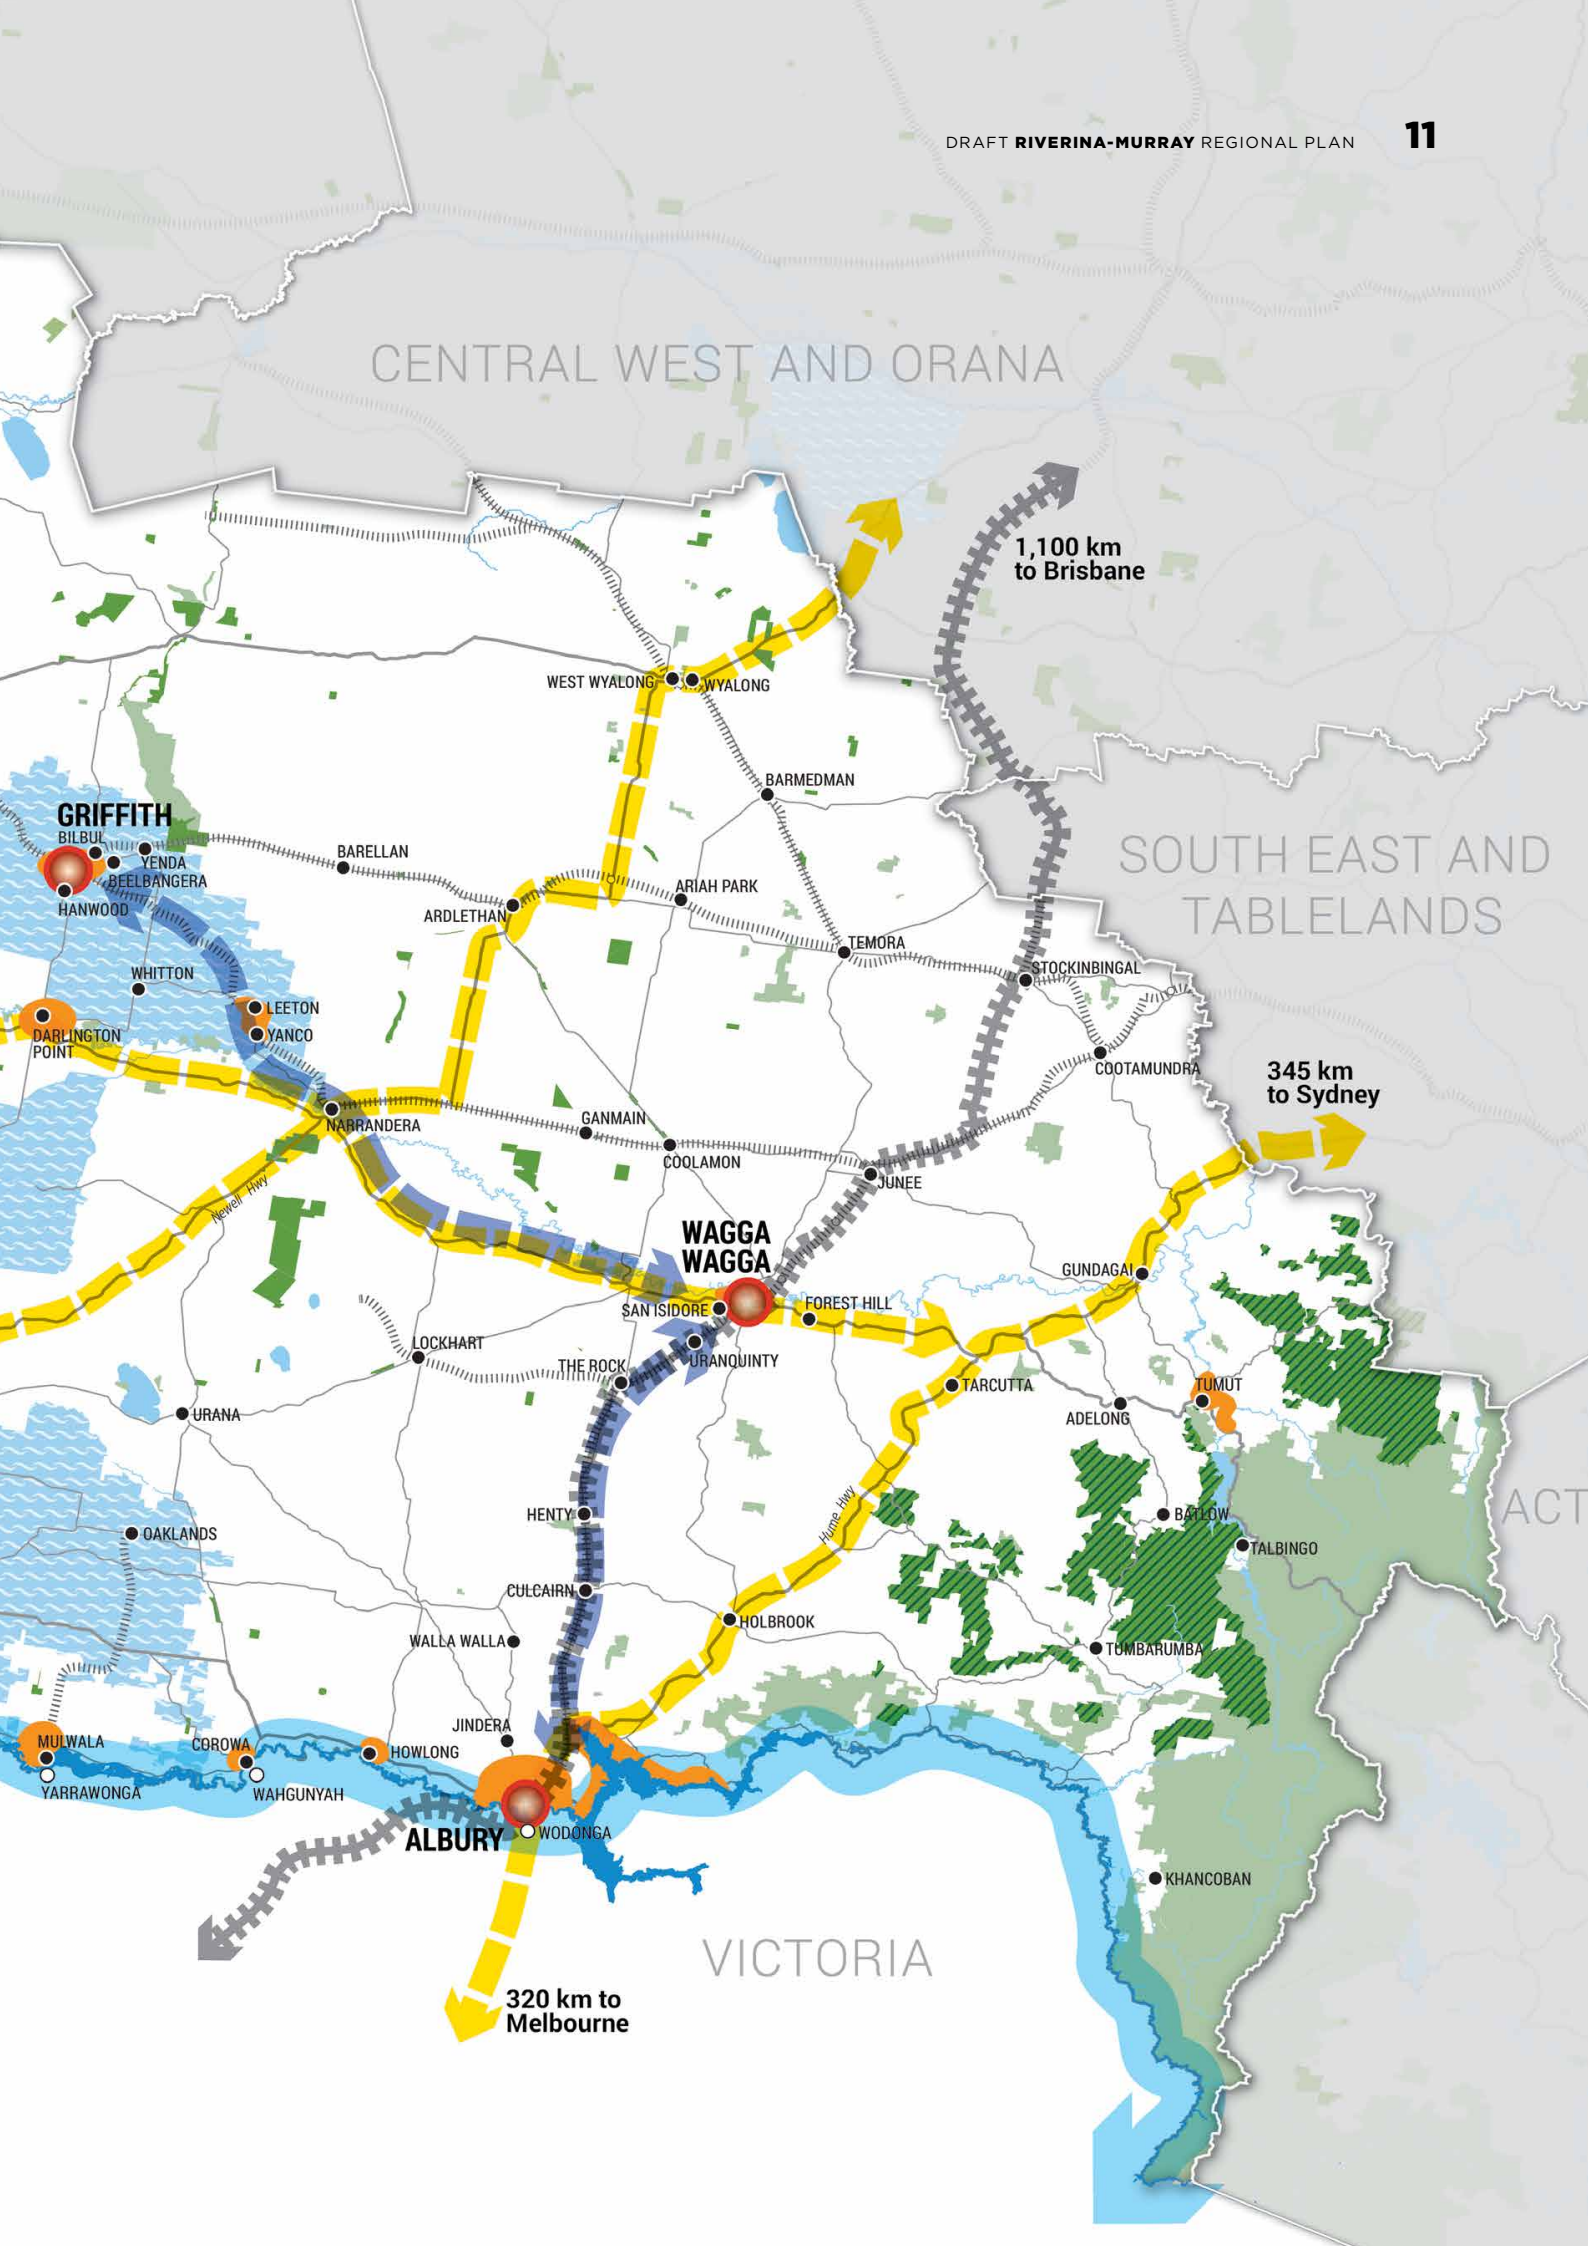 DRAFT RIVERINA-MURRAY REGIONAL PLAN 11
CENTRAL WEST AND ORANA
1,100 km
to Brisbane
WEST WYALONG
WYALONG
BARMEDMAN
GRIFFITH
BILBUL
YENDA
BEELBANGERA
HANWOOD
BARELLAN
ARIAH PARK
ARDLETHAN
SOUTH EAST AND
TABLELANDS
TEMORA
STOCKINBINGAL
WHITTON
LEETON
YANCO
DARLINGTON
POINT
COOTAMUNDRA
345 km
to Sydney
NARRANDERA
GANMAIN
COOLAMON
JUNEE
Newell Hwy
WAGGA
WAGGA
GUNDAGAI
SAN ISIDORE
FOREST HILL
LOCKHART
THE ROCK
URANQUINTY
TARCUTTA
TUMUT
ADELONG
URANA
ACT
HENTY
Hume Hwy
BATLOW
OAKLANDS
TALBINGO
CULCAIRN
HOLBROOK
WALLA WALLA
TUMBARUMBA
JINDERA
MULWALA
COROWA
HOWLONG
YARRAWONGA
WAHGUNYAH
ALBURY
WODONGA
KHANCOBAN
VICTORIA
320 km to
Melbourne